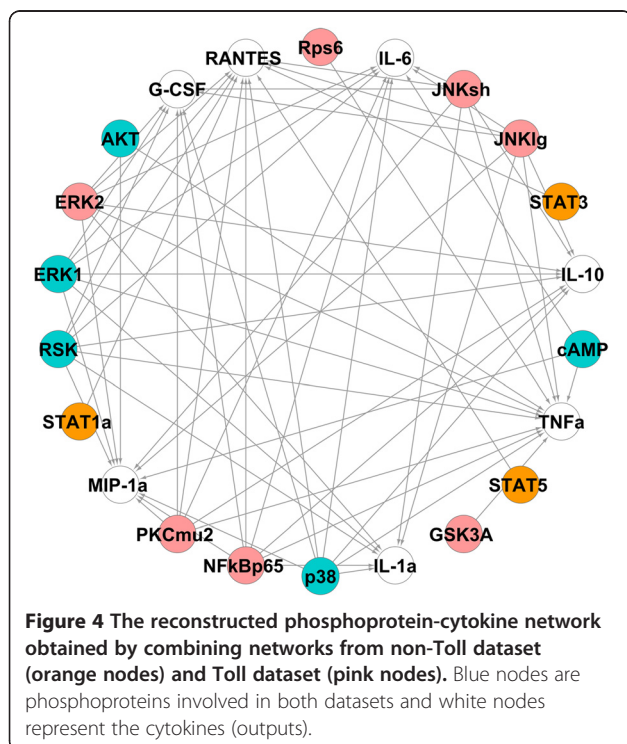 Rps6
RANTES
IL-6
G-CSF
JNKsh
AKT
JNKlg
ERK2
STAT3
ERK1
IL-10
RSK
cAMP
STAT1a
TNFa
MIP-1a
STAT5
PKCmu2
GSK3A
NFkBp65
IL-1a
p38
Figure 4 The reconstructed phosphoprotein-cytokine network
obtained by combining networks from non-Toll dataset
(orange nodes) and Toll dataset (pink nodes). Blue nodes are
phosphoproteins involved in both datasets and white nodes
represent the cytokines (outputs).